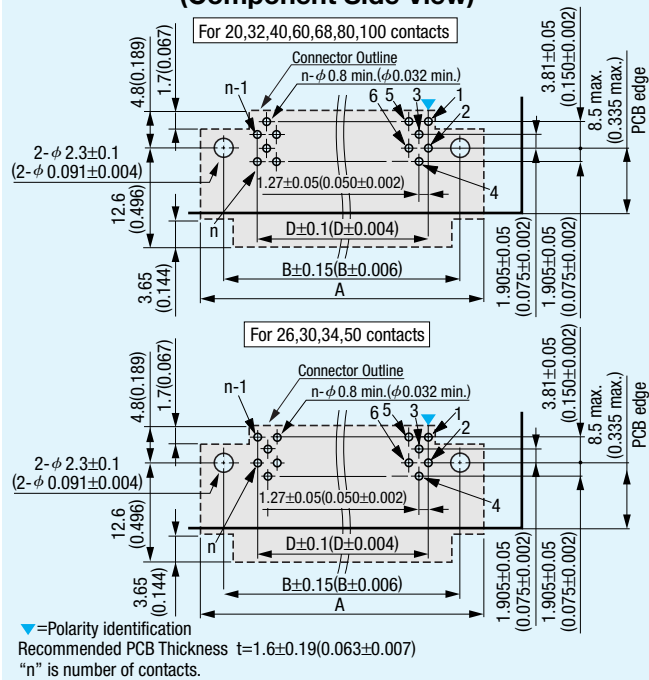 (Component Side View)
For 20,32,40,60,68,80,100 contacts
Connector Outline
n-1
n-φ0.8 min.(φ0.032 min.)
6
5
3
1
2
4
n
4.8(0.189)
1.7(0.067)
3.81±0.05
(0.150±0.002)
8.5 max.
(0.335 max.)
PCB edge
2-φ2.3±0.1
(2-φ0.091±0.004)
12.6
(0.496)
1.27±0.05(0.050±0.002)
D±0.1(D±0.004)
3.65
(0.144)
B±0.15(B±0.006)
A
1.905±0.05
(0.075±0.002)
1.905±0.05
(0.075±0.002)
For 26,30,34,50 contacts
Connector Outline
n-1
n-φ0.8 min.(φ0.032 min.)
6
5
3
1
2
4
n
4.8(0.189)
1.7(0.067)
3.81±0.05
(0.150±0.002)
8.5 max.
(0.335 max.)
PCB edge
2-φ2.3±0.1
(2-φ0.091±0.004)
12.6
(0.496)
1.27±0.05(0.050±0.002)
D±0.1(D±0.004)
3.65
(0.144)
B±0.15(B±0.006)
A
1.905±0.05
(0.075±0.002)
1.905±0.05
(0.075±0.002)
▼=Polarity identification
Recommended PCB Thickness t=1.6±0.19(0.063±0.007)
“n” is number of contacts.